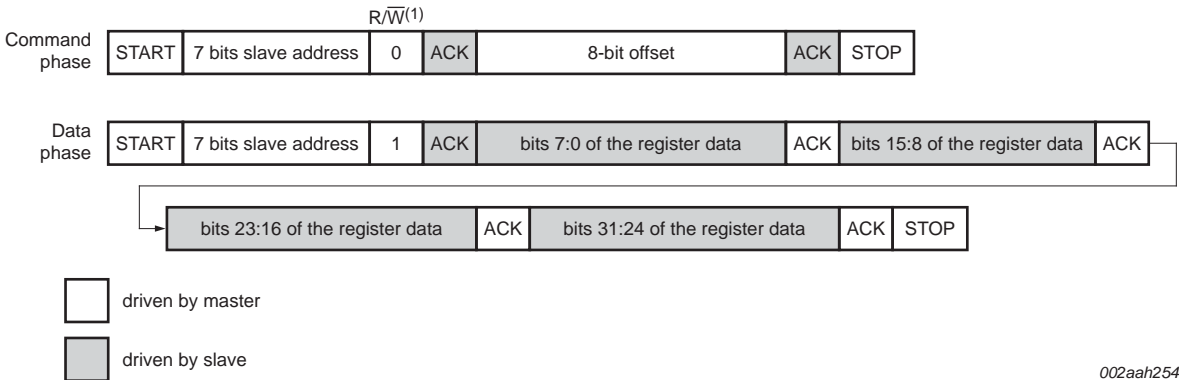 R/W̅(1)
Command phase
START 7 bits slave address 0 ACK 8-bit offset ACK STOP
Data phase
START 7 bits slave address 1 ACK bits 7:0 of the register data ACK bits 15:8 of the register data ACK
bits 23:16 of the register data ACK bits 31:24 of the register data ACK STOP
driven by master
driven by slave
002aah254